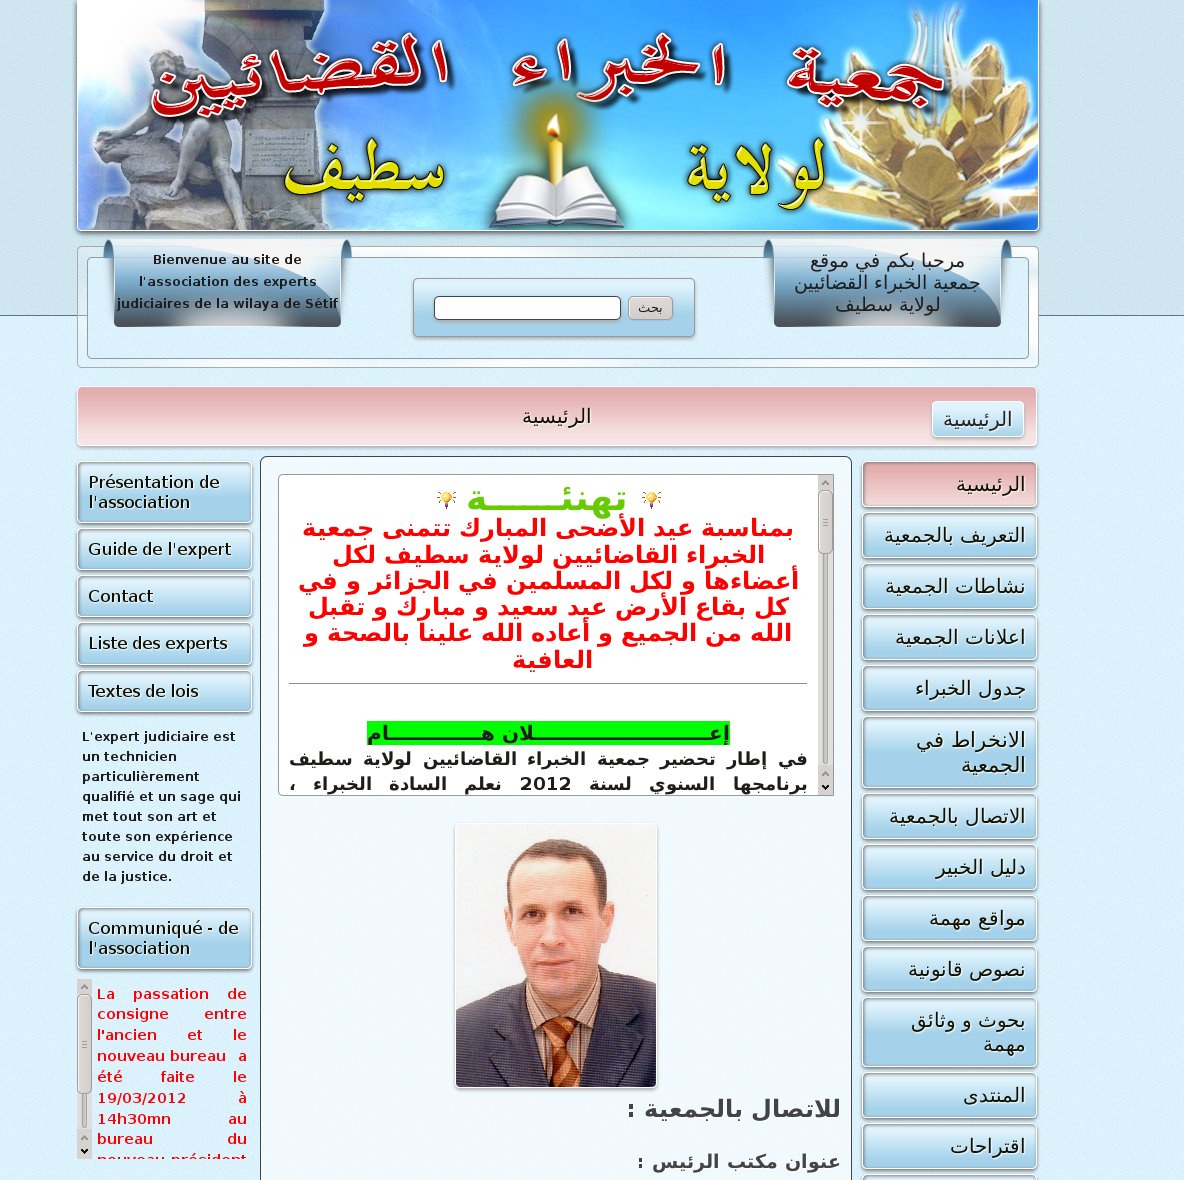 جمعية الخبراء القضائيين
لولاية سطيف
Bienvenue au site de
l'association des experts
judiciaires de la wilaya de Sétif
بحث
مرحبا بكم في موقع
جمعية الخبراء القضائيين
لولاية سطيف
الرئيسية
الرئيسية
Présentation de
l'association
Guide de l'expert
Contact
Liste des experts
Textes de lois
L'expert judiciaire est
un technicien
particulièrement
qualifié et un sage qui
met tout son art et
toute son expérience
au service du droit et
de la justice.
Communiqué - de
l'association
La passation de
consigne entre
l'ancien et le
nouveau bureau a
été faite le
19/03/2012 à
14h30mn au
bureau du
nouveau président
تهنئــــــة
بمناسبة عيد الأضحى المبارك تتمنى جمعية
الخبراء القاضائيين لولاية سطيف لكل
أعضاءها و لكل المسلمين في الجزائر و في
كل بقاع الأرض عيد سعيد و مبارك و تقبل
الله من الجميع و أعاده الله علينا بالصحة و
العافية
إعـــــــــــــــــــــــــلان هـــــــــــــام
في إطار تحضير جمعية الخبراء القاضائيين لولاية سطيف
برنامجها السنوي لسنة 2012 نعلم السادة الخبراء ،
للاتصال بالجمعية :
عنوان مكتب الرئيس :
الرئيسية
التعريف بالجمعية
نشاطات الجمعية
اعلانات الجمعية
جدول الخبراء
الانخراط في
الجمعية
الاتصال بالجمعية
دليل الخبير
مواقع مهمة
نصوص قانونية
بحوث و وثائق
مهمة
المنتدى
اقتراحات